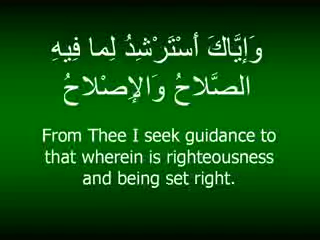 وَإِيَّاكَ أَسْتَرْشِدُ لِما فِيهِ
الصَّلاحُ وَالإِصْلاحُ
From Thee I seek guidance to
that wherein is righteousness
and being set right.